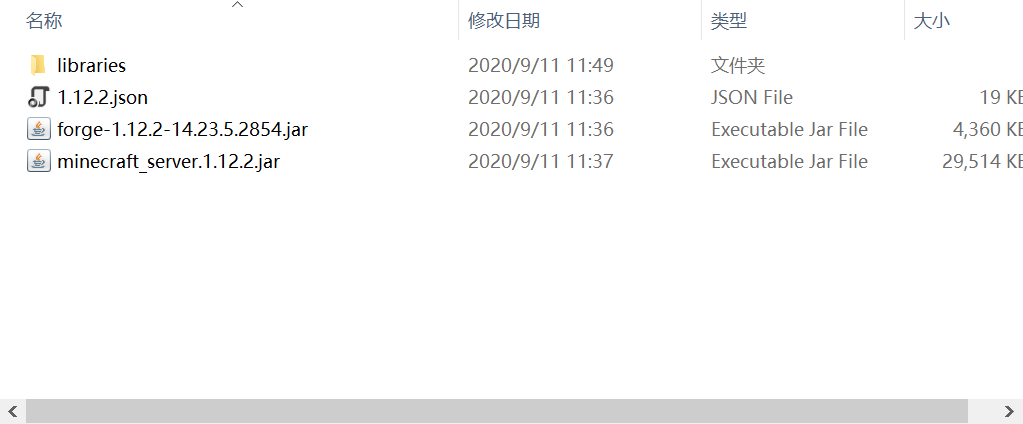 名称 修改日期 类型 大小
libraries 2020/9/11 11:49 文件夹
1.12.2.json 2020/9/11 11:36 JSON File 19 KB
forge-1.12.2-14.23.5.2854.jar 2020/9/11 11:36 Executable Jar File 4,360 KB
minecraft_server.1.12.2.jar 2020/9/11 11:37 Executable Jar File 29,514 KB